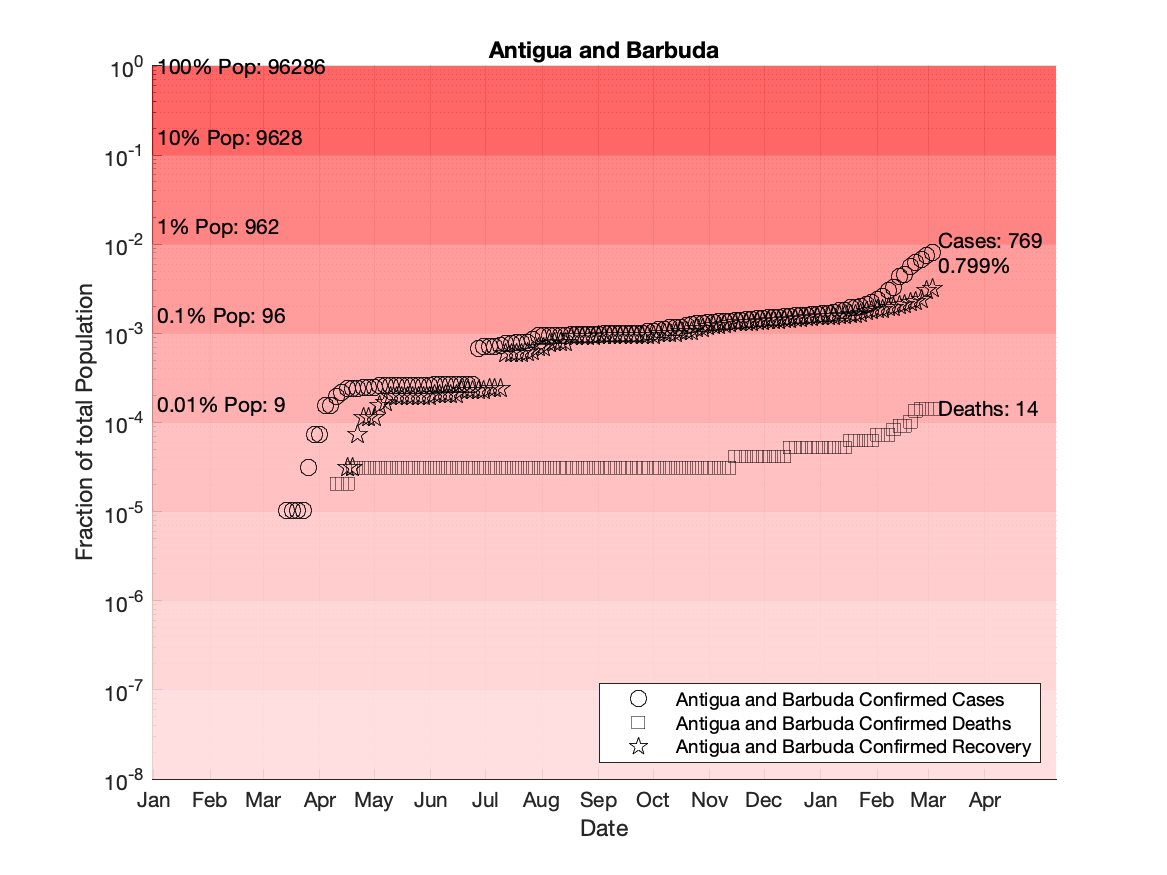 Antigua and Barbuda
10^0
100% Pop: 96286
10% Pop: 9628
10^-1
1% Pop: 962
10^-2
Cases: 769
0.799%
0.1% Pop: 96
10^-3
0.01% Pop: 9
Deaths: 14
10^-4
10^-5
10^-6
10^-7
10^-8
Fraction of total Population
Antigua and Barbuda Confirmed Cases
Antigua and Barbuda Confirmed Deaths
Antigua and Barbuda Confirmed Recovery
Jan Feb Mar Apr May Jun Jul Aug Sep Oct Nov Dec Jan Feb Mar Apr
Date